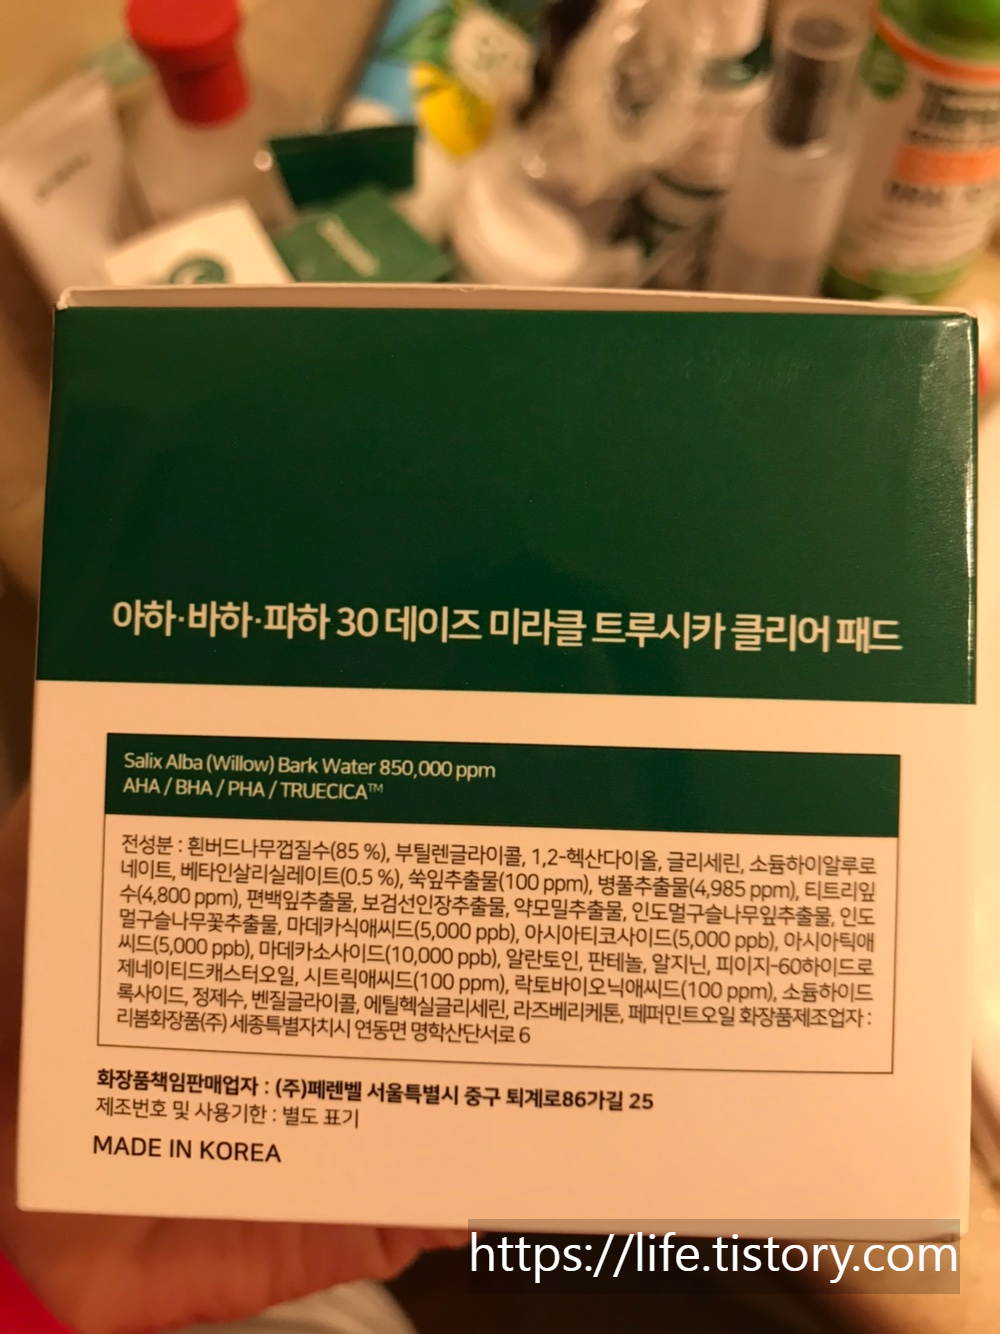 아하·바하·파하 30 데이즈 미라클 트루시카 클리어 패드
Salix Alba (Willow) Bark Water 850,000 ppm
AHA / BHA / PHA / TRUECICA™
전성분 : 흰버드나무껍질수(85 %), 부틸렌글라이콜, 1,2-헥산다이올, 글리세린, 소듐하이알루로
네이트, 베타인살리실레이트(0.5 %), 쑥잎추출물(100 ppm), 병풀추출물(4,985 ppm), 티트리잎
수(4,800 ppm), 편백잎추출물, 보검선인장추출물, 약모밀추출물, 인도멀구슬나무잎추출물, 인도
멀구슬나무꽃추출물, 마데카식애씨드(5,000 ppb), 아시아티코사이드(5,000 ppb), 아시아틱애
씨드(5,000 ppb), 마데카소사이드(10,000 ppb), 알란토인, 판테놀, 알지닌, 피이지-60하이드로
제네이티드캐스터오일, 시트릭애씨드(100 ppm), 락토바이오닉애씨드(100 ppm), 소듐하이드
록사이드, 정제수, 벤질글라이콜, 에틸헥실글리세린, 라즈베리케톤, 페퍼민트오일 화장품제조업자 :
리봄화장품(주) 세종특별자치시 연동면 명학산단서로 6
화장품책임판매업자 : (주)페렌벨 서울특별시 중구 퇴계로86가길 25
제조번호 및 사용기한 : 별도 표기
MADE IN KOREA
https://life.tistory.com